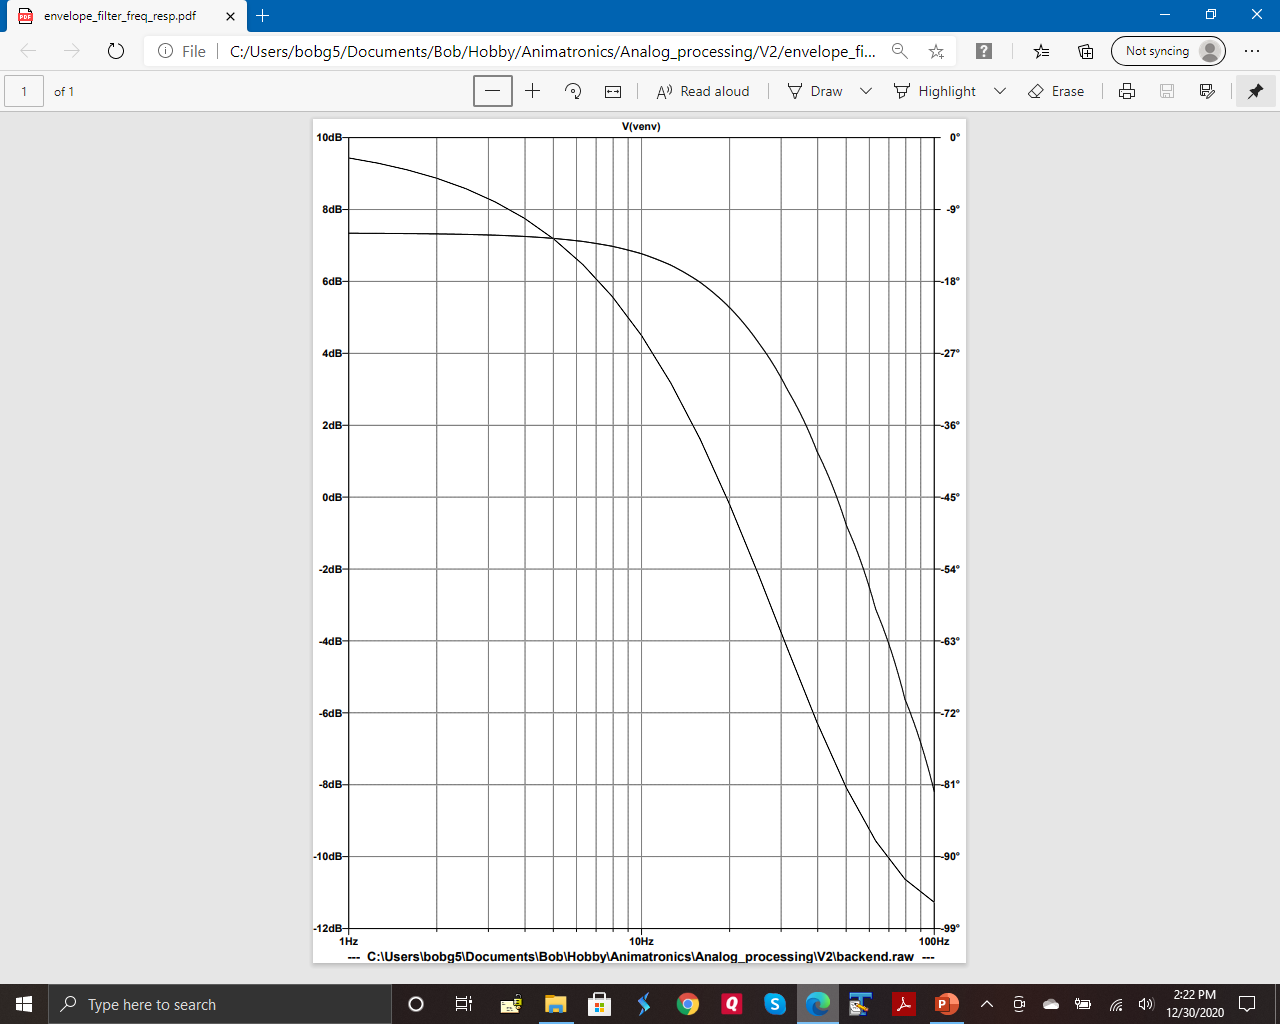 envelope_filter_freq_resp.pdf
File C:/Users/bobg5/Documents/Bob/Hobby/Animatronics/Analog_processing/V2/envelope_fi... Not syncing
1 of 1 Read aloud Draw Highlight Erase
V(venv)
10dB 0°
8dB -9°
6dB -18°
4dB -27°
2dB -36°
0dB -45°
-2dB -54°
-4dB -63°
-6dB -72°
-8dB -81°
-10dB -90°
-12dB -99°
1Hz 10Hz 100Hz
--- C:\Users\bobg5\Documents\Bob\Hobby\Animatronics\Analog_processing\V2\backend.raw ---
Type here to search
2:22 PM
12/30/2020